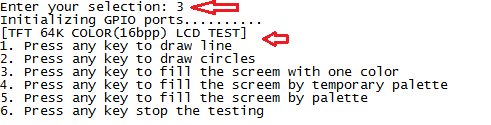 Enter your selection: 3
Initializing GPIO ports..........
[TFT 64K COLOR(16bpp) LCD TEST]
1. Press any key to draw line
2. Press any key to draw circles
3. Press any key to fill the screem with one color
4. Press any key to fill the screem by temporary palette
5. Press any key to fill the screem by palette
6. Press any key stop the testing